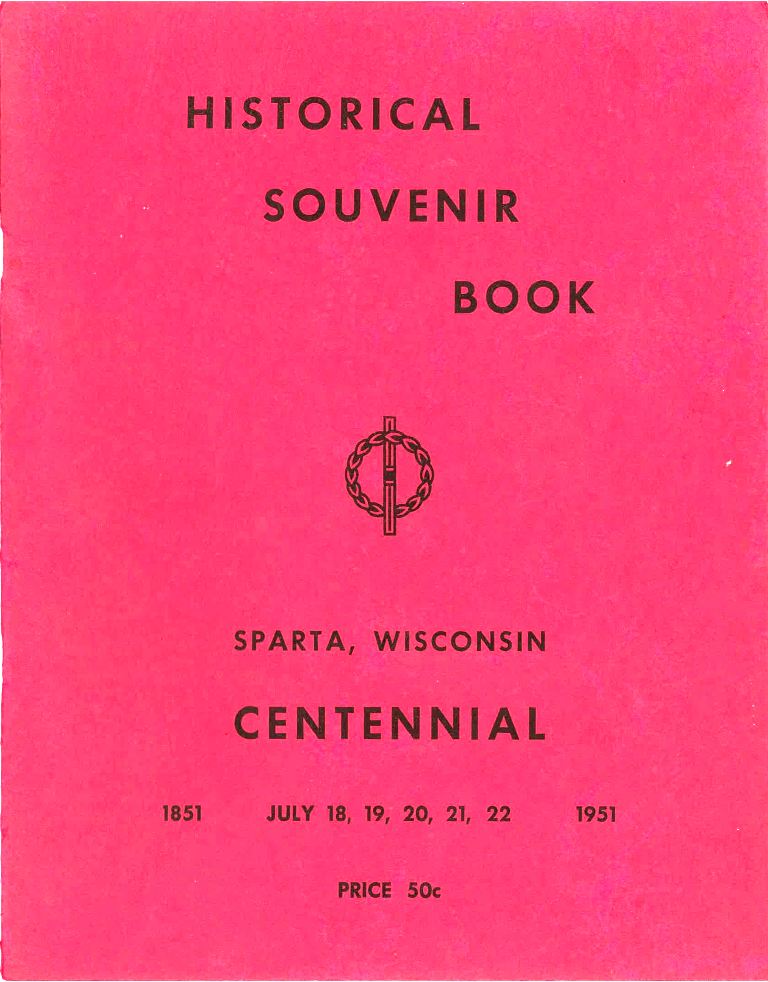 HISTORICAL
SOUVENIR
BOOK
SPARTA, WISCONSIN
CENTENNIAL
1851 JULY 18, 19, 20, 21, 22 1951
PRICE 50c